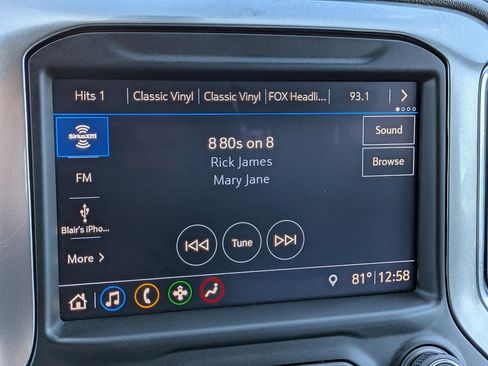 Hits 1 Classic Vinyl Classic Vinyl FOX Headli... 93.1
SiriusXM
8 80s on 8
Sound
Rick James
Browse
FM
Mary Jane
Blair's iPho...
Tune
More >
81° 12:58